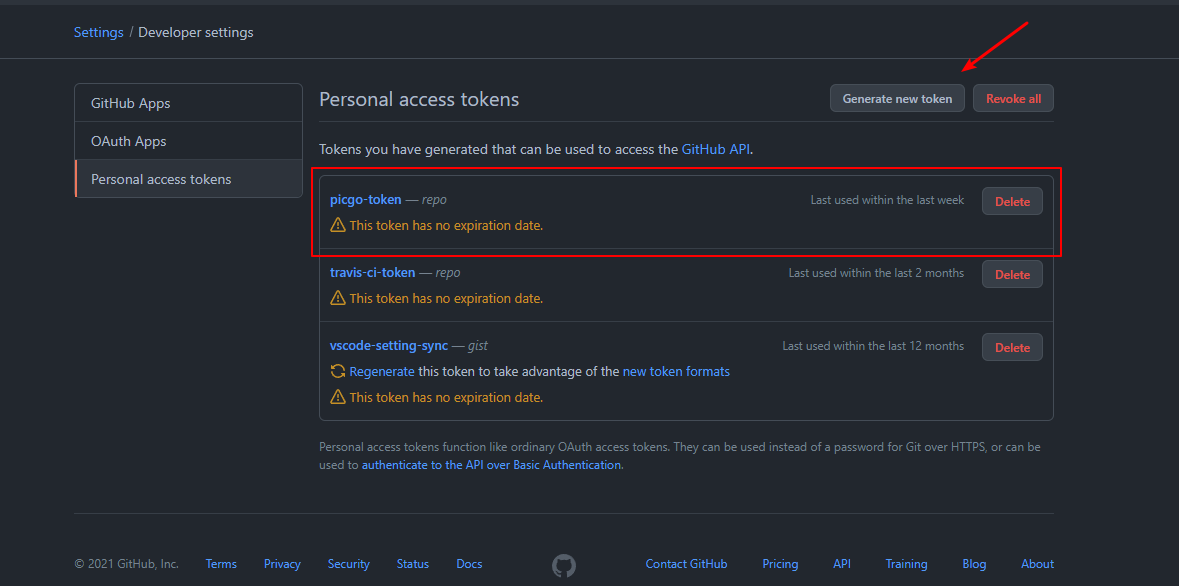 Settings / Developer settings
GitHub Apps
OAuth Apps
Personal access tokens
Personal access tokens
Generate new token
Revoke all
Tokens you have generated that can be used to access the GitHub API.
picgo-token — repo
Last used within the last week
Delete
This token has no expiration date.
travis-ci-token — repo
Last used within the last 2 months
Delete
This token has no expiration date.
vscode-setting-sync — gist
Last used within the last 12 months
Delete
Regenerate this token to take advantage of the new token formats
This token has no expiration date.
Personal access tokens function like ordinary OAuth access tokens. They can be used instead of a password for Git over HTTPS, or can be
used to authenticate to the API over Basic Authentication.
© 2021 GitHub, Inc.
Terms
Privacy
Security
Status
Docs
Contact GitHub
Pricing
API
Training
Blog
About